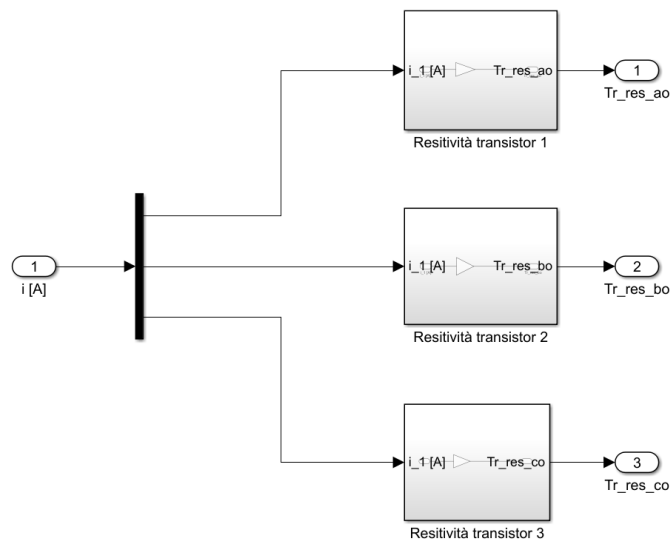 i_1 [A]
Tr_res_ao
1
Tr_res_ao
Resitività transistor 1
1
i [A]
i_1 [A]
Tr_res_bo
2
Tr_res_bo
Resitività transistor 2
i_1 [A]
Tr_res_co
3
Tr_res_co
Resitività transistor 3